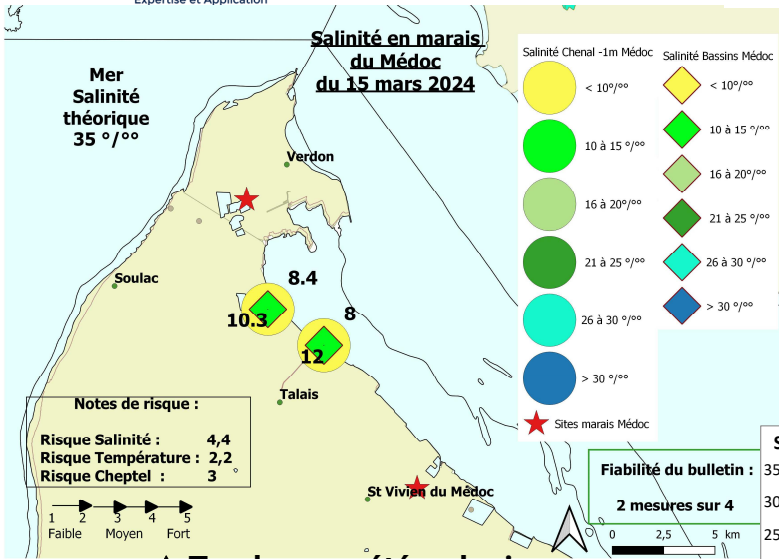 Expertise et Application
Salinité en marais
du Médoc
du 15 mars 2024
Mer
Salinité
théorique
35 °/°°
Verdon
Soulac
8.4
10.3
8
12
Talais
St Vivien du Médoc
Salinité Chenal -1m Médoc
< 10°/°°
10 à 15 °/°°
16 à 20°/°°
21 à 25 °/°°
26 à 30 °/°°
> 30 °/°°
Sites marais Médoc
Salinité Bassins Médoc
< 10°/°°
10 à 15 °/°°
16 à 20°/°°
21 à 25 °/°°
26 à 30 °/°°
> 30 °/°°
Notes de risque :
Risque Salinité : 4,4
Risque Température : 2,2
Risque Cheptel : 3
1 2 3 4 5
Faible Moyen Fort
Fiabilité du bulletin :
2 mesures sur 4
0 2,5 5 km
S
35
30
25